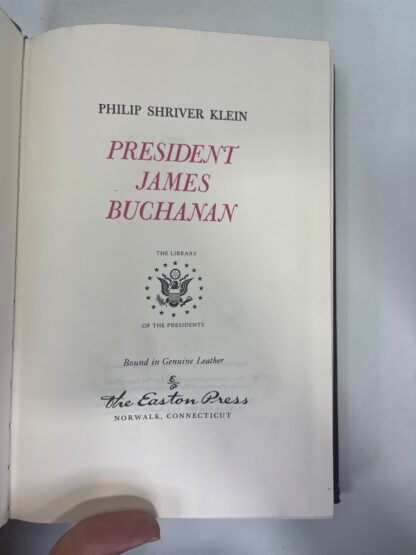 PHILIP SHRIVER KLEIN
PRESIDENT
JAMES
BUCHANAN
THE LIBRARY
OF THE PRESIDENTS
Bound in Genuine Leather
EP
the Easton Press
NORWALK, CONNECTICUT